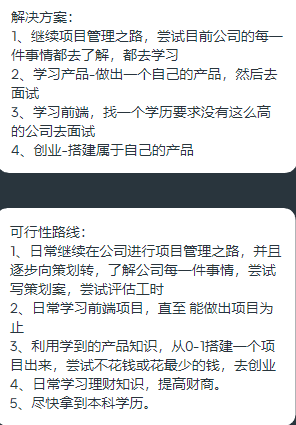 解决方案：
1、继续项目管理之路，尝试目前公司的每一
件事情都去了解，都去学习
2、学习产品-做出一个自己的产品，然后去
面试
3、学习前端，找一个学历要求没有这么高
的公司去面试
4、创业-搭建属于自己的产品
可行性路线：
1、日常继续在公司进行项目管理之路，并且
逐步向策划转，了解公司每一件事情，尝试
写策划案，尝试评估工时
2、日常学习前端项目，直至 能做出项目为
止
3、利用学到的产品知识，从0-1搭建一个项
目出来，尝试不花钱或花最少的钱，去创业
4、日常学习理财知识，提高财商。
5、尽快拿到本科学历。